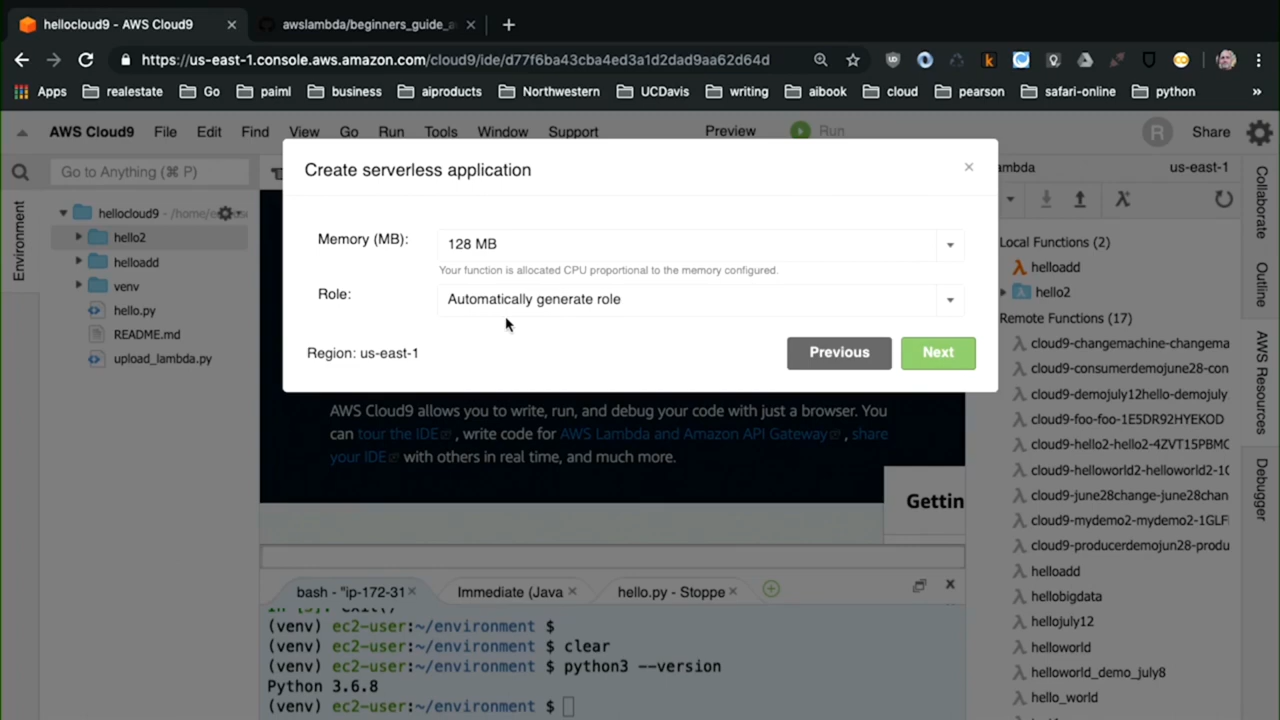 hellocloud9 - AWS Cloud9
awslambda/beginners_guide_a
https://us-east-1.console.aws.amazon.com/cloud9/ide/d77f6ba43cba4ed3a1d2dad9aa62d64d
Apps realestate Go paiml business aiproducts Northwestern UCDavis writing aibook cloud pearson safari-online python »
AWS Cloud9 File Edit Find View Go Run Tools Window Support Preview Run R Share
Go to Anything (⌘ P)
Environment
hellocloud9 - /home/
hello2
helloadd
venv
hello.py
README.md
upload_lambda.py
Create serverless application
Memory (MB): 128 MB
Your function is allocated CPU proportional to the memory configured.
Role: Automatically generate role
Region: us-east-1 Previous Next
AWS Cloud9 allows you to write, run, and debug your code with just a browser. You
can tour the IDE, write code for AWS Lambda and Amazon API Gateway, share
your IDE with others in real time, and much more.
Gettin
bash - "ip-172-31 Immediate (Java hello.py - Stoppe
In [3]: exit()
(venv) ec2-user:~/environment $
(venv) ec2-user:~/environment $ clear
(venv) ec2-user:~/environment $ python3 --version
Python 3.6.8
(venv) ec2-user:~/environment $
ambda us-east-1
Local Functions (2)
helloadd
hello2
Remote Functions (17)
cloud9-changemachine-changema
cloud9-consumerdemojune28-con
cloud9-demojuly12hello-demojuly
cloud9-foo-foo-1E5DR92HYEKOD
cloud9-hello2-hello2-4ZVT15PBMC
cloud9-helloworld2-helloworld2-1C
cloud9-june28change-june28chan
cloud9-mydemo2-mydemo2-1GLFI
cloud9-producerdemojun28-produ
helloadd
hellobigdata
hellojuly12
helloworld
helloworld_demo_july8
hello_world
Collaborate
Outline
AWS Resources
Debugger